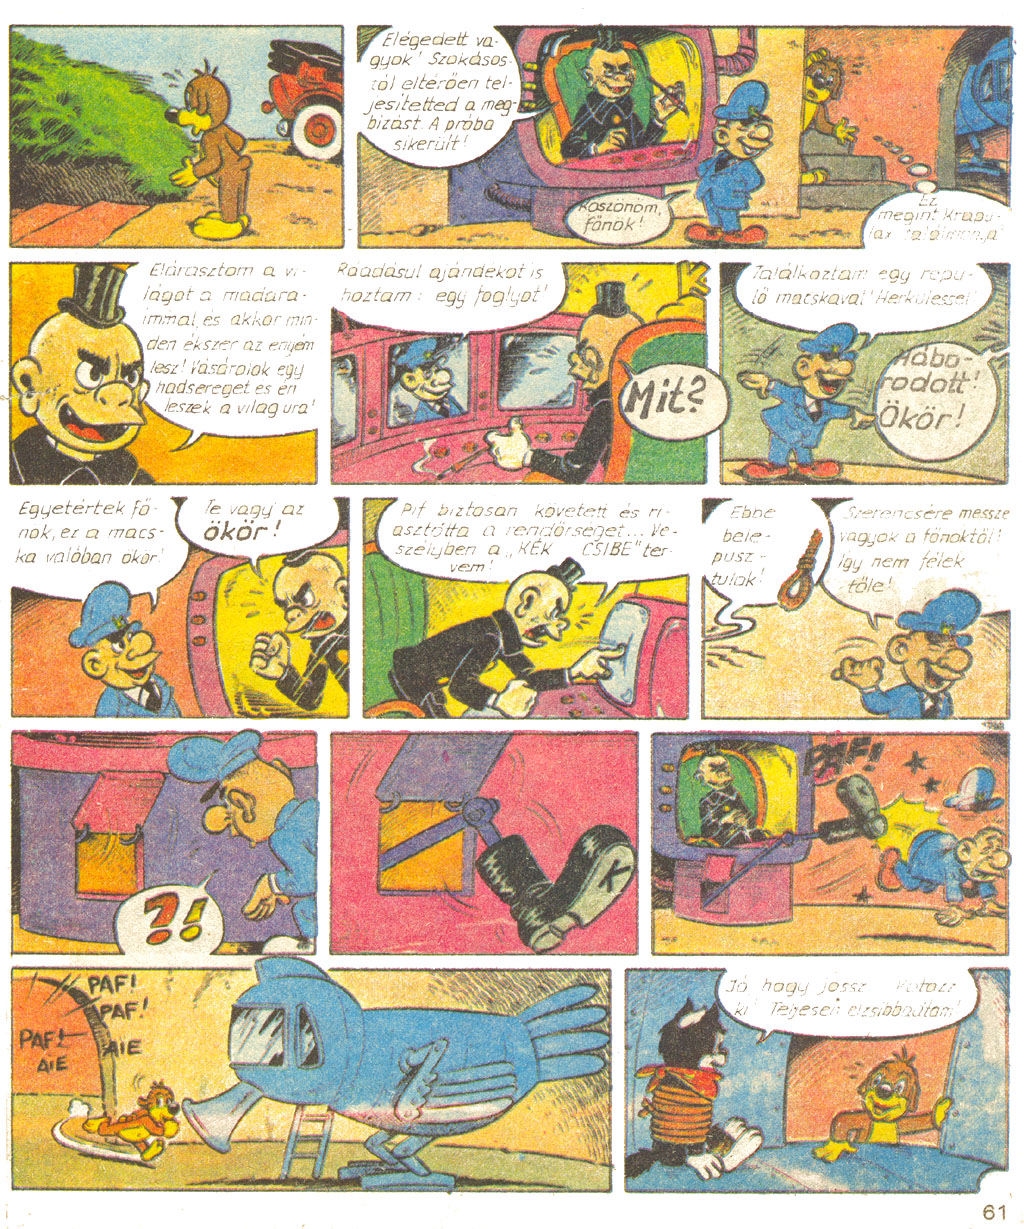 Elégedett va-
gyok! Szokásos-
tól eltérően tel-
jesítetted a meg-
bízást. A próba
sikerült!
Köszönöm,
főnök!
Ez
megint Krapu-
lax találmánya!
Elárasztom a vi-
lágot a madara-
immal, és akkor min-
den ékszer az enyém
lesz! Vásárolok egy
hadsereget és én
leszek a világ ura!
Ráadásul ajándékot is
hoztam: egy foglyot!
Mit?
Találkoztam egy repü-
lő macskával! Herkulessel!
Hábo-
rodott!
Ökör!
Egyetértek fő-
nök, ez a macs-
ka valóban ökör!
Te vagy az
ökör!
Pif biztosan követett és ri-
asztotta a rendőrséget... Ve-
szélyben a „KÉK CSIBE" ter-
vem!
Ebbe
bele-
pusz-
tulok!
Szerencsére messze
vagyok a főnöktől!
Így nem félek
tőle!
?!
K
PAF!
PAF!
PAF!
PAF!
AIE
AIE
Jó hogy jössz
ki! Teljesen elzsibbadtam!
61